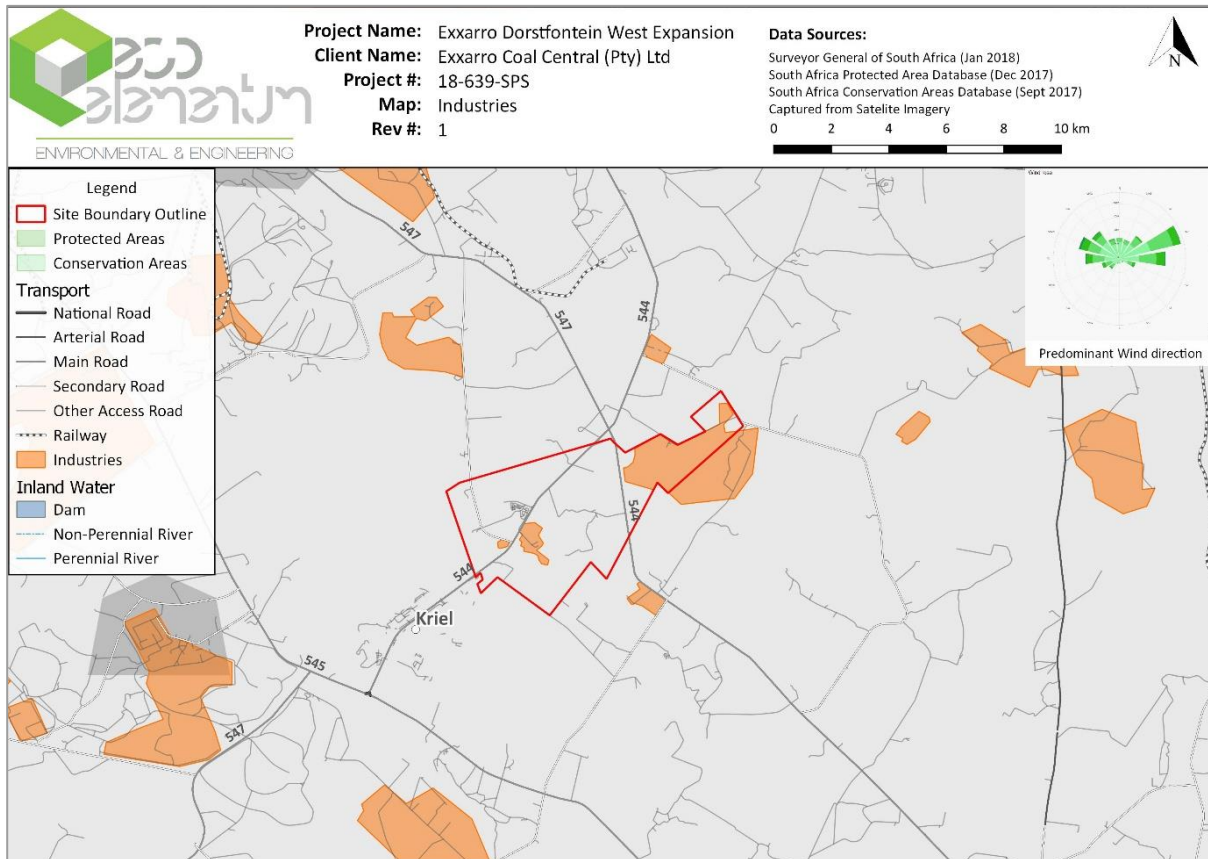 eco
elementum
ENVIRONMENTAL & ENGINEERING
Project Name: Exxarro Dorstfontein West Expansion
Client Name: Exxarro Coal Central (Pty) Ltd
Project #: 18-639-SPS
Map: Industries
Rev #: 1
Data Sources:
Surveyor General of South Africa (Jan 2018)
South Africa Protected Area Database (Dec 2017)
South Africa Conservation Areas Database (Sept 2017)
Captured from Satelite Imagery
0 2 4 6 8 10 km
N
Legend
Site Boundary Outline
Protected Areas
Conservation Areas
Transport
National Road
Arterial Road
Main Road
Secondary Road
Other Access Road
Railway
Industries
Inland Water
Dam
Non-Perennial River
Perennial River
Predominant Wind direction
547
547
544
544
544
Kriel
545
547